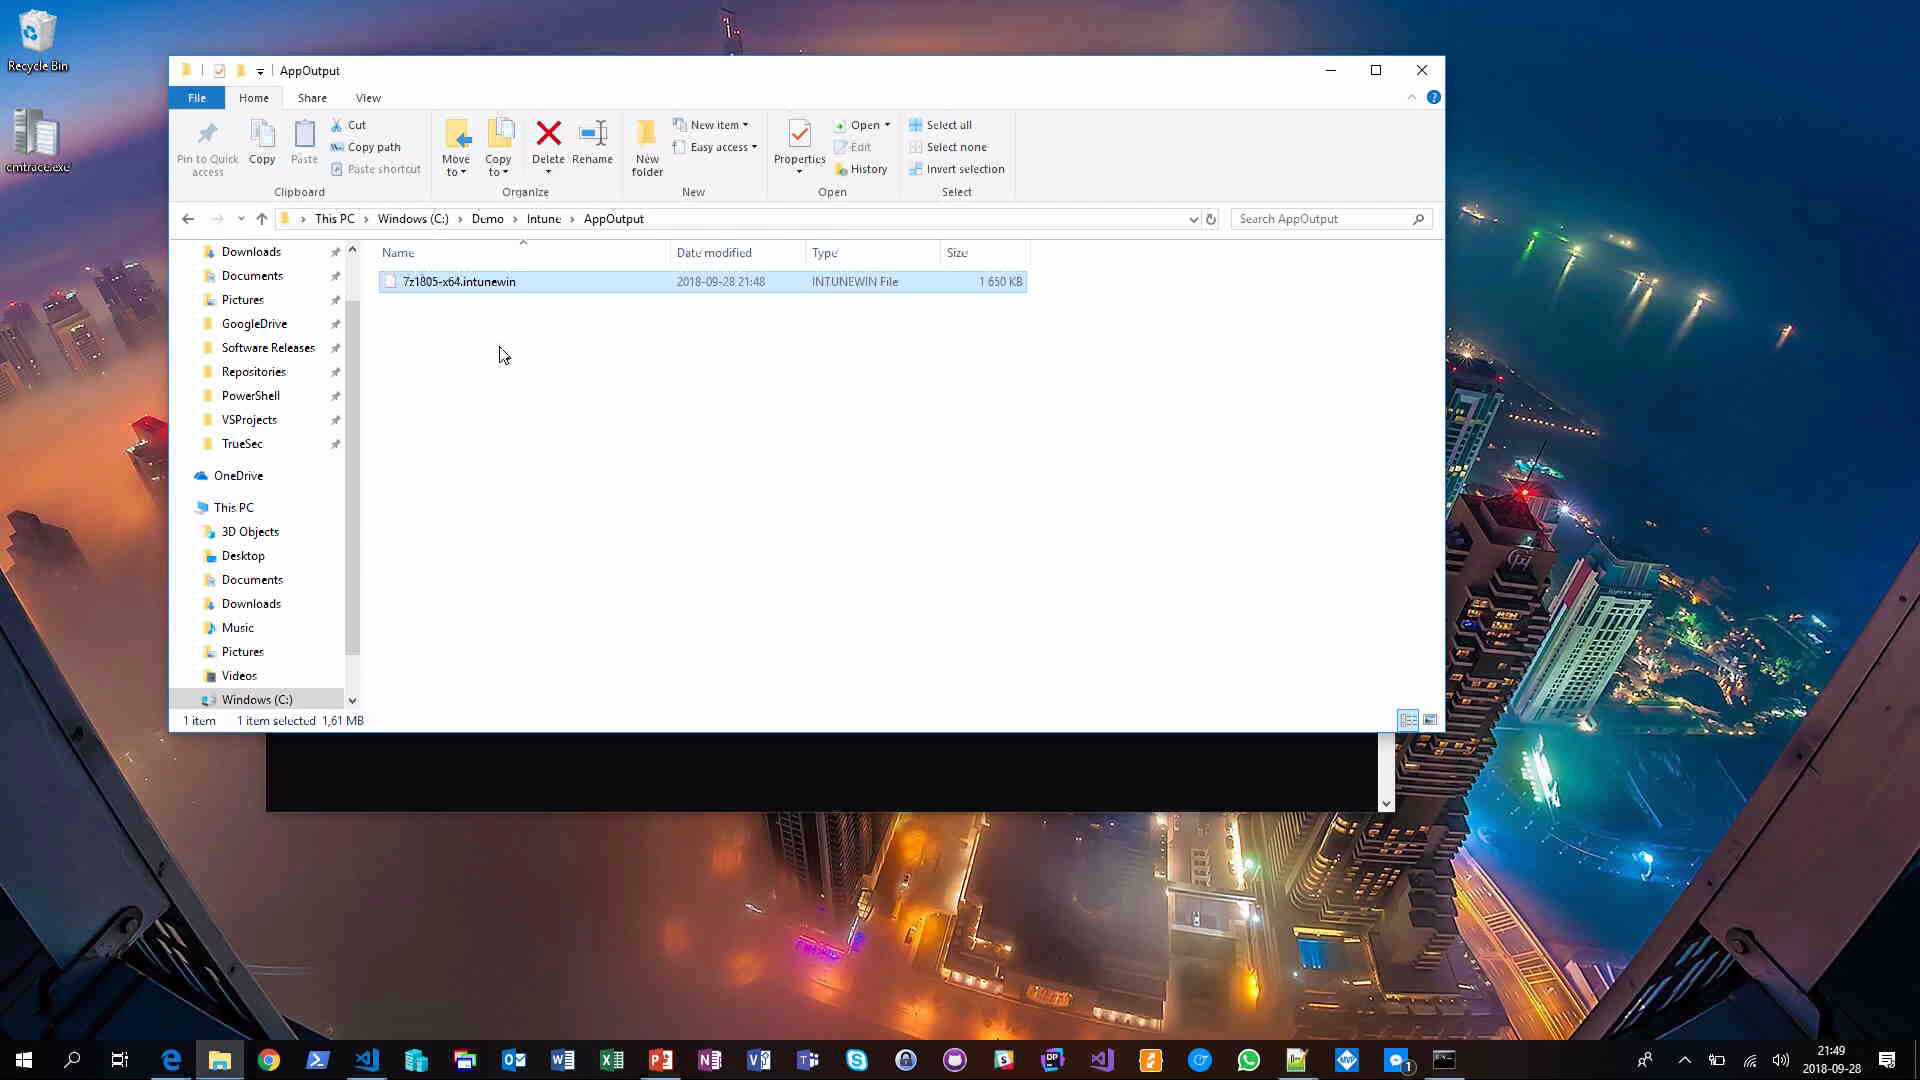 Recycle Bin
cmtrace.exe
AppOutput
File Home Share View
Pin to Quick access
Copy
Paste
Cut
Copy path
Paste shortcut
Clipboard
Move to
Copy to
Delete
Rename
Organize
New folder
New item
Easy access
New
Properties
Open
Edit
History
Open
Select all
Select none
Invert selection
Select
This PC > Windows (C:) > Demo > Intune > AppOutput
Search AppOutput
Name Date modified Type Size
7z1805-x64.intunewin 2018-09-28 21:48 INTUNEWIN File 1 650 KB
Downloads
Documents
Pictures
GoogleDrive
Software Releases
Repositories
PowerShell
VSProjects
TrueSec
OneDrive
This PC
3D Objects
Desktop
Documents
Downloads
Music
Pictures
Videos
Windows (C:)
1 item 1 item selected 1,61 MB
21:49
2018-09-28